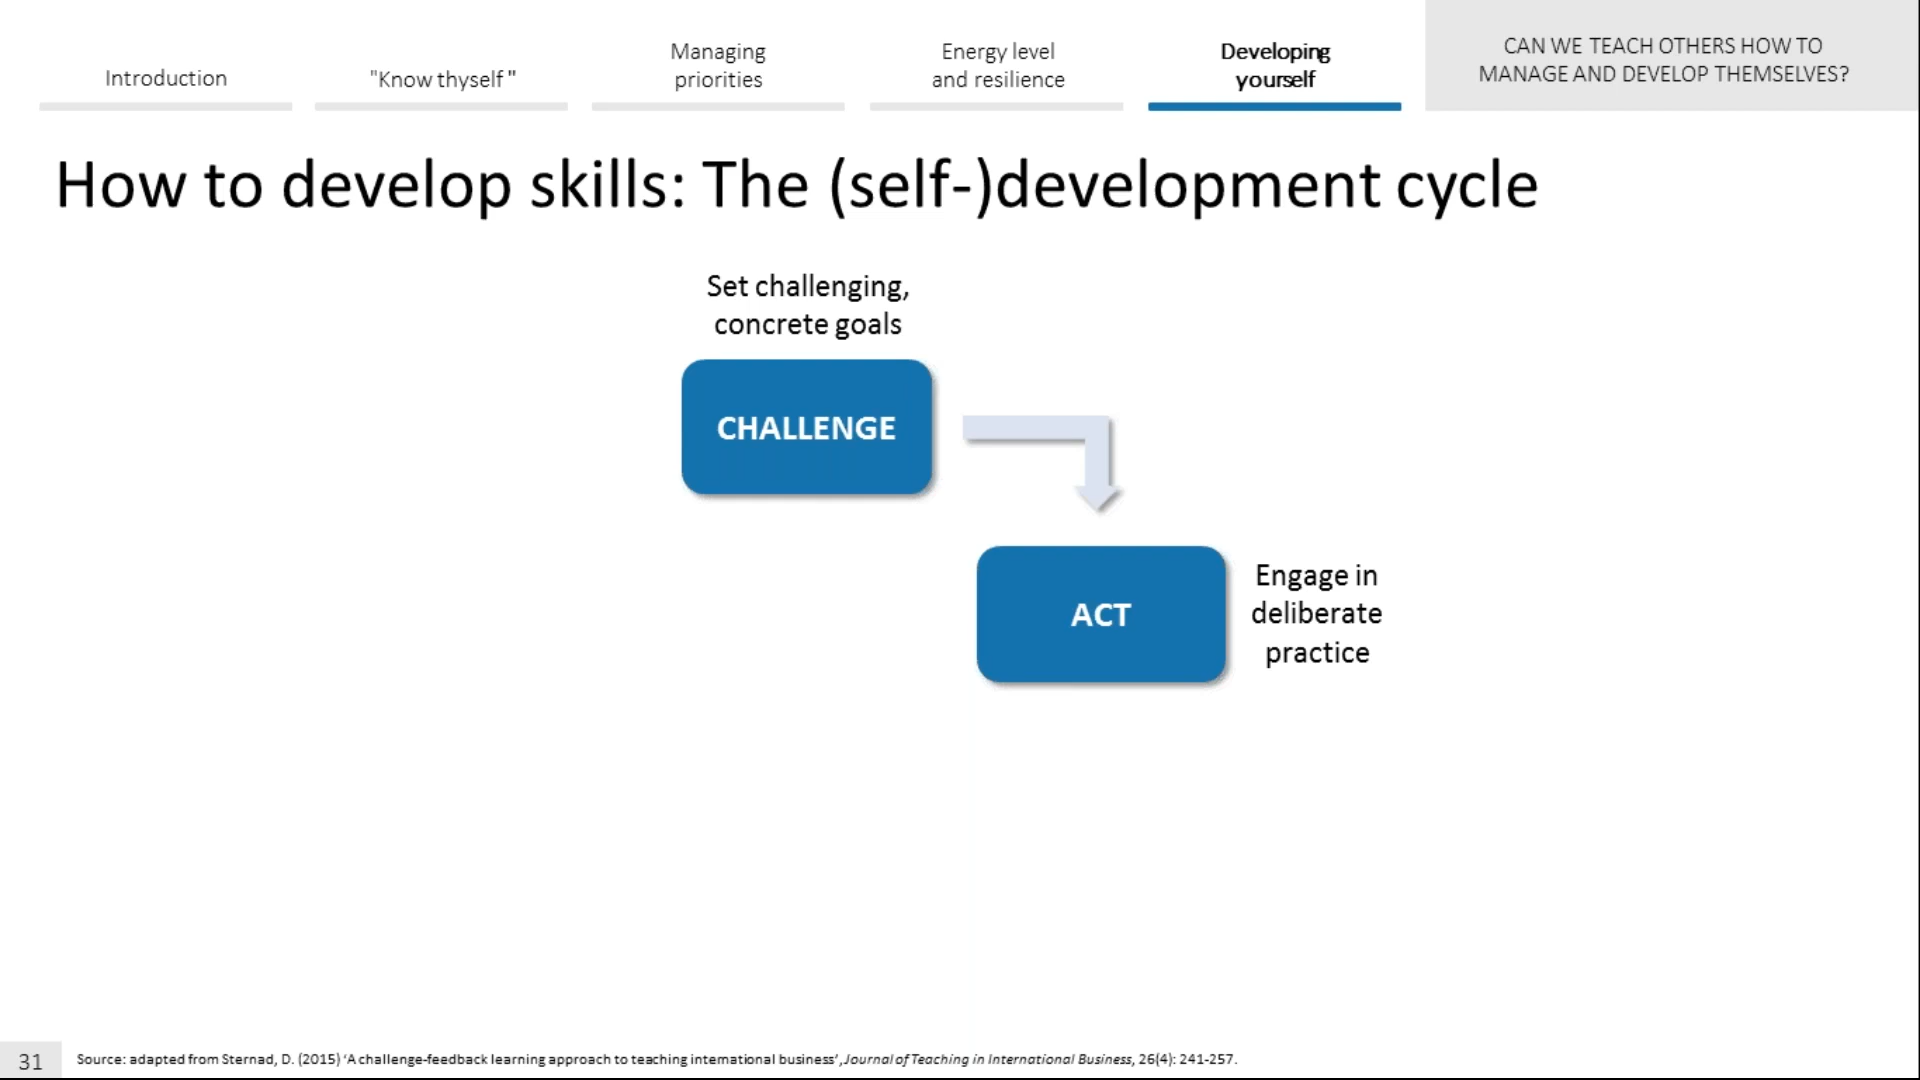 Introduction
"Know thyself"
Managing
priorities
Energy level
and resilience
Developing
yourself
CAN WE TEACH OTHERS HOW TO
MANAGE AND DEVELOP THEMSELVES?
How to develop skills: The (self-)development cycle
Set challenging,
concrete goals
CHALLENGE
ACT
Engage in
deliberate
practice
31
Source: adapted from Sternad, D. (2015) ‘A challenge-feedback learning approach to teaching international business’, Journal of Teaching in International Business, 26(4): 241-257.